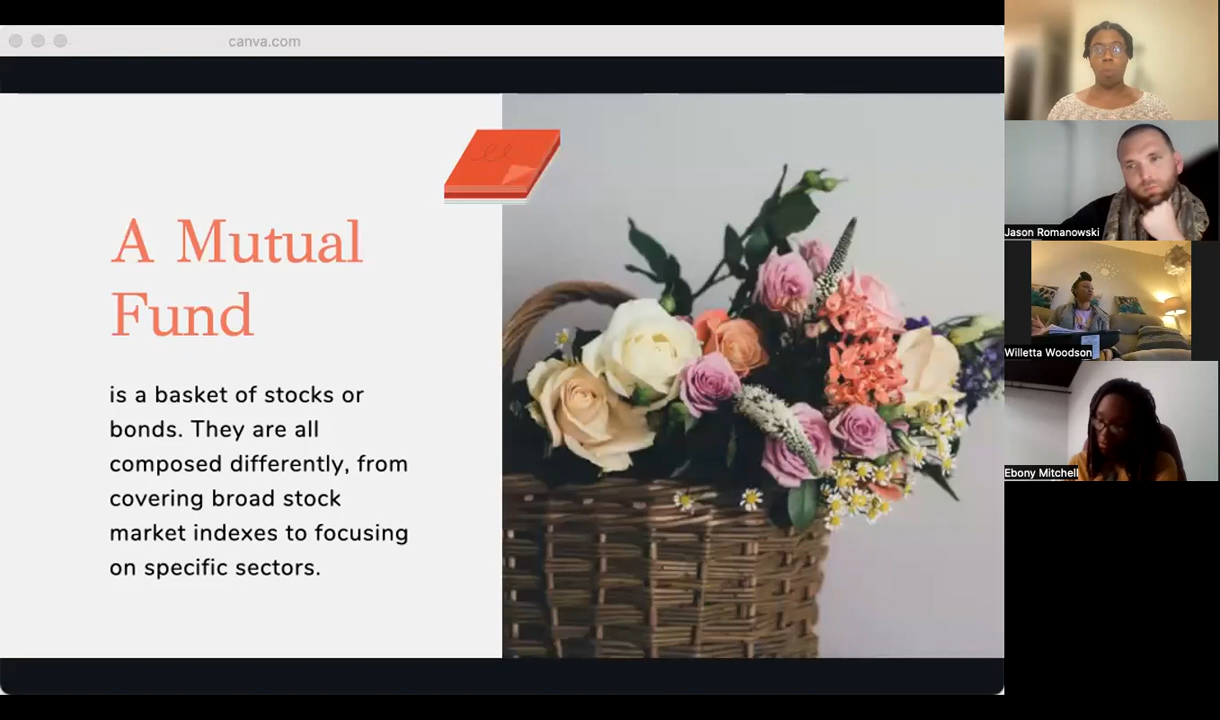 canva.com
A Mutual
Fund
is a basket of stocks or
bonds. They are all
composed differently, from
covering broad stock
market indexes to focusing
on specific sectors.
Jason Romanowski
Willetta Woodson
Ebony Mitchell